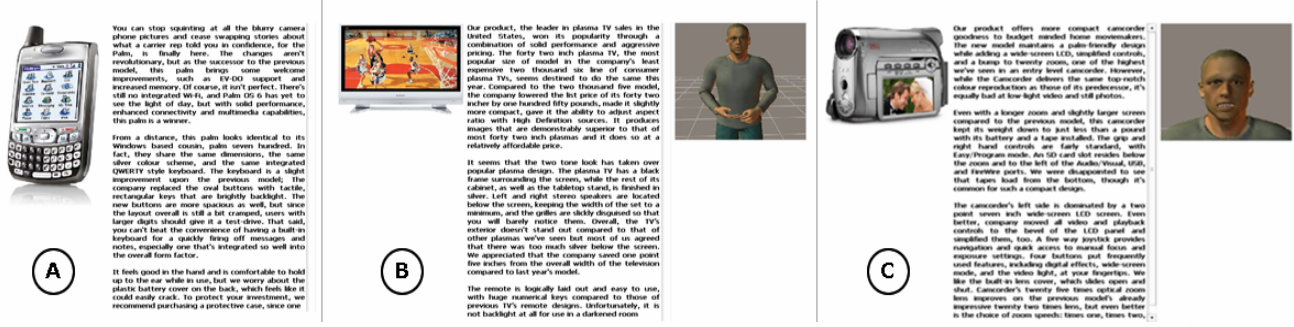 You can stop squinting at all the blurry camera
phone pictures and cease swapping stories about
what a carrier rep told you in confidence, for the
Palm, is finally here. The changes aren't
revolutionary, but as the successor to the previous
model, this palm brings some welcome
improvements, such as EV-DO support and
increased memory. Of course, it isn't perfect. There's
still no integrated Wi-Fi, and Palm OS 6 has yet to
see the light of day, but with solid performance,
enhanced connectivity and multimedia capabilities,
this palm is a winner.
From a distance, this palm looks identical to its
Windows based cousin, palm seven hundred. In
fact, they share the same dimensions, the same
silver colour scheme, and the same integrated
QWERTY style keyboard. The keyboard is a slight
improvement upon the previous model; The
company replaced the oval buttons with tactile,
rectangular keys that are brightly backlight. The
new buttons are more spacious as well, but since
the layout overall is still a bit cramped, users with
larger digits should give it a test-drive. That said,
you can't beat the convenience of having a built-in
keyboard for a quickly firing off messages and
notes, especially one that's integrated so well into
the overall form factor.
It feels good in the hand and is comfortable to hold
up to the ear while in use, but we worry about the
plastic battery cover on the back, which feels like it
could easily crack. To protect your investment, we
recommend purchasing a protective case, since one
A
Our product, the leader in plasma TV sales in the
United States, won its popularity through a
combination of solid performance and aggressive
pricing. The forty two inch plasma TV, the most
popular size of model in the company's least
expensive two thousand six line of consumer
plasma TVs, seems destined to do the same this
year. Compared to the two thousand five model,
the company lowered the list price of its forty two
incher by one hundred fifty pounds, made it slightly
more compact, gave it the ability to adjust aspect
ratio with High Definition sources. It produces
images that are demonstrably superior to that of
most forty two inch plasmas and it does so at a
relatively affordable price.
It seems that the two tone look has taken over
popular plasma design. The plasma TV has a black
frame surrounding the screen, while the rest of its
cabinet, as well as the tabletop stand, is finished in
silver. Left and right stereo speakers are located
below the screen, keeping the width of the set to a
minimum, and the grilles are slickly disguised so that
you will barely notice them. Overall, the TV's
exterior doesn't stand out compared to that of
other plasmas we've seen but most of us agreed
that there was too much silver below the screen.
We appreciated that the company saved one point
five inches from the overall width of the television
compared to last year's model.
The remote is logically laid out and easy to use,
with huge numerical keys compared to those of
previous TV's remote designs. Unfortunately, it is
not backlight at all for use in a darkened room
B
Our product offers more compact camcorder
goodness to budget minded home moviemakers.
The new model maintains a palm-friendly design
while adding a wide-screen LCD, simplified controls,
and a bump to twenty zoom, one of the highest
we've seen in an entry level camcorder. However,
while the Camcorder delivers the same top-notch
colour reproduction as those of its predecessor, it's
equally bad at low-light video and still photos.
Even with a longer zoom and slightly larger screen
compared to the previous model, this camcorder
kept its weight down to just less than a pound
with its battery and a tape installed. The grip and
right hand controls are fairly standard, with
Easy/Program mode. An SD card slot resides below
the zoom and to the left of the Audio/Visual, USB,
and FireWire ports. We were disappointed to see
that tapes load from the bottom, though it's
common for such a compact design.
The camcorder's left side is dominated by a two
point seven inch wide-screen LCD screen. Even
better, company moved all video and playback
controls to the bevel of the LCD panel and
simplified them, too. A five way joystick provides
navigation and quick access to manual focus and
exposure settings. Four buttons put frequently
used features, including digital effects, wide-screen
mode, and the video light, at your fingertips. We
like the built-in lens cover, which slides open and
shut. Camcorder's twenty five times optical zoom
lens improves on the previous model's already
impressive twenty two times lens, but even better
is the choice of zoom speeds: times one, times two,
C